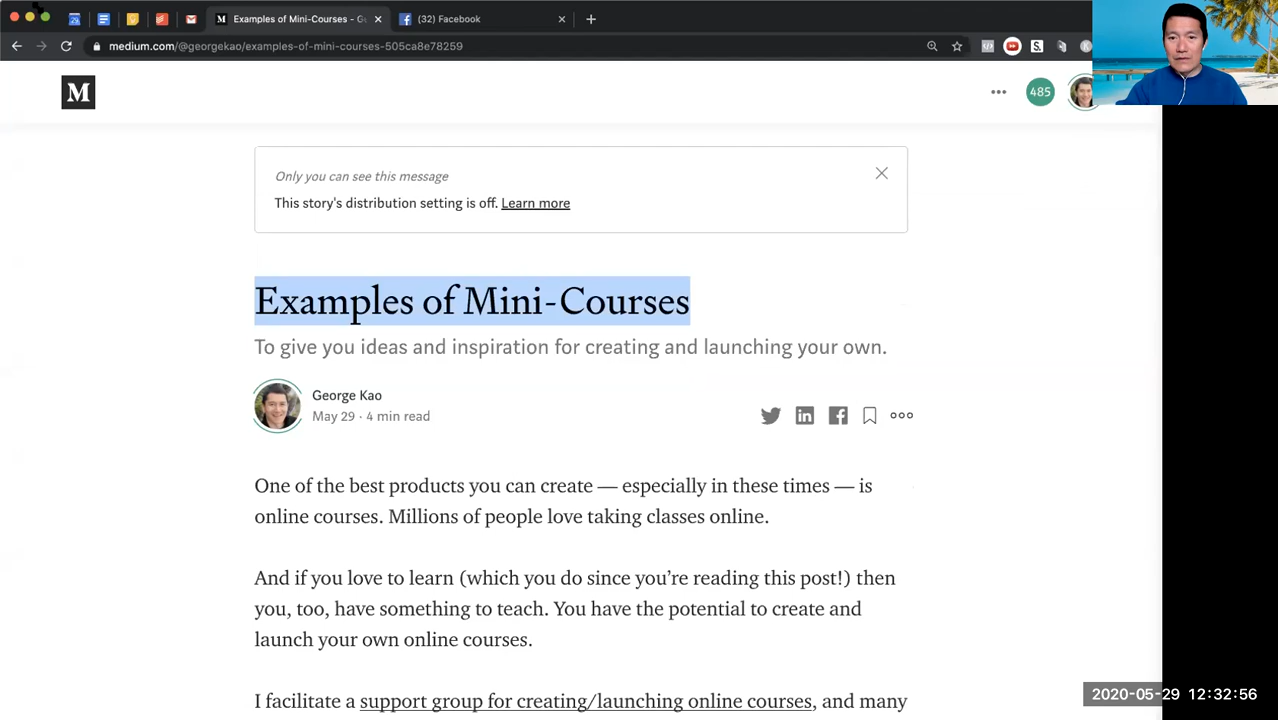 Examples of Mini-Courses - G
(32) Facebook
medium.com/@georgekao/examples-of-mini-courses-505ca8e78259
M
485
Only you can see this message
This story's distribution setting is off. Learn more
Examples of Mini-Courses
To give you ideas and inspiration for creating and launching your own.
George Kao
May 29 · 4 min read
One of the best products you can create — especially in these times — is
online courses. Millions of people love taking classes online.
And if you love to learn (which you do since you’re reading this post!) then
you, too, have something to teach. You have the potential to create and
launch your own online courses.
I facilitate a support group for creating/launching online courses, and many
2020-05-29 12:32:56